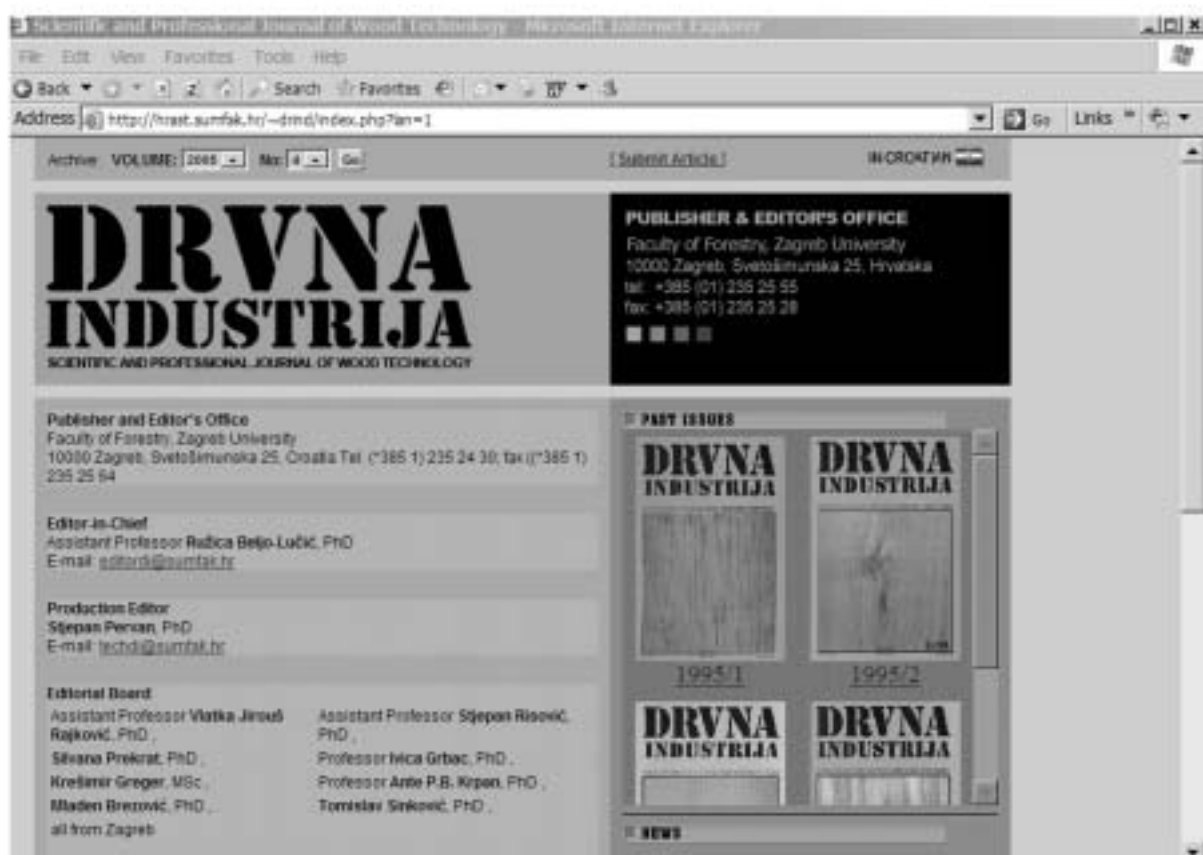 Scientific and Professional Journal of Wood Technology - Microsoft Internet Explorer
File Edit View Favorites Tools Help
Back Search Favorites
Address http://hrast.sumfak.hr/~drind/index.php?lan=1 Go Links
Archive VOLUME: 2005 No: 4 Go [ Submit Article ] IN CROATIAN
DRVNA
INDUSTRIJA
SCIENTIFIC AND PROFESSIONAL JOURNAL OF WOOD TECHNOLOGY
PUBLISHER & EDITOR'S OFFICE
Faculty of Forestry, Zagreb University
10000 Zagreb, Svetošimunska 25, Hrvatska
tel: +385 (01) 235 25 55
fax: +385 (01) 235 25 28
Publisher and Editor's Office
Faculty of Forestry, Zagreb University
10000 Zagreb, Svetošimunska 25, Croatia Tel. (*385 1) 235 24 30; fax ((*385 1)
235 25 64
Editor-in-Chief
Assistant Professor Ružica Beljo-Lučić, PhD
E-mail: editordi@sumfak.hr
Production Editor
Stjepan Pervan, PhD
E-mail: techdi@sumfak.hr
Editorial Board
Assistant Professor Vlatka Jirouš
Rajković, PhD ,
Silvana Prekrat, PhD ,
Krešimir Greger, MSc ,
Mladen Brezović, PhD ,
all from Zagreb
Assistant Professor Stjepan Risović,
PhD ,
Professor Ivica Grbac, PhD ,
Professor Ante P.B. Krpan, PhD ,
Tomislav Sinković, PhD ,
PAST ISSUES
DRVNA
INDUSTRIJA
1995/1
DRVNA
INDUSTRIJA
1995/2
DRVNA
INDUSTRIJA
DRVNA
INDUSTRIJA
NEWS